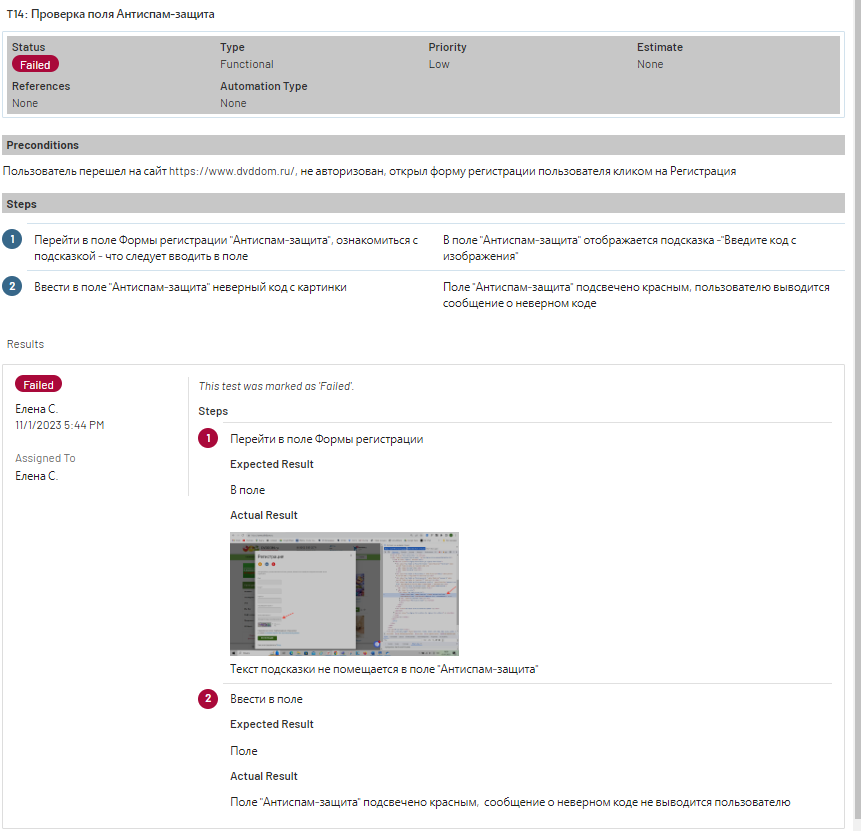 T14: Проверка поля Антиспам-защита
Status
Type
Priority
Estimate
Failed
Functional
Low
None
References
Automation Type
None
None
Preconditions
Пользователь перешел на сайт https://www.dvddom.ru/, не авторизован, открыл форму регистрации пользователя кликом на Регистрация
Steps
1
Перейти в поле Формы регистрации "Антиспам-защита", ознакомиться с
подсказкой - что следует вводить в поле
В поле "Антиспам-защита" отображается подсказка -"Введите код с
изображения"
2
Ввести в поле "Антиспам-защита" неверный код с картинки
Поле "Антиспам-защита" подсвечено красным, пользователю выводится
сообщение о неверном коде
Results
Failed
Елена С.
11/1/2023 5:44 PM
Assigned To
Елена С.
This test was marked as 'Failed'.
Steps
1
Перейти в поле Формы регистрации
Expected Result
В поле
Actual Result
Регистрация
Текст подсказки не помещается в поле "Антиспам-защита"
2
Ввести в поле
Expected Result
Поле
Actual Result
Поле "Антиспам-защита" подсвечено красным, сообщение о неверном коде не выводится пользователю